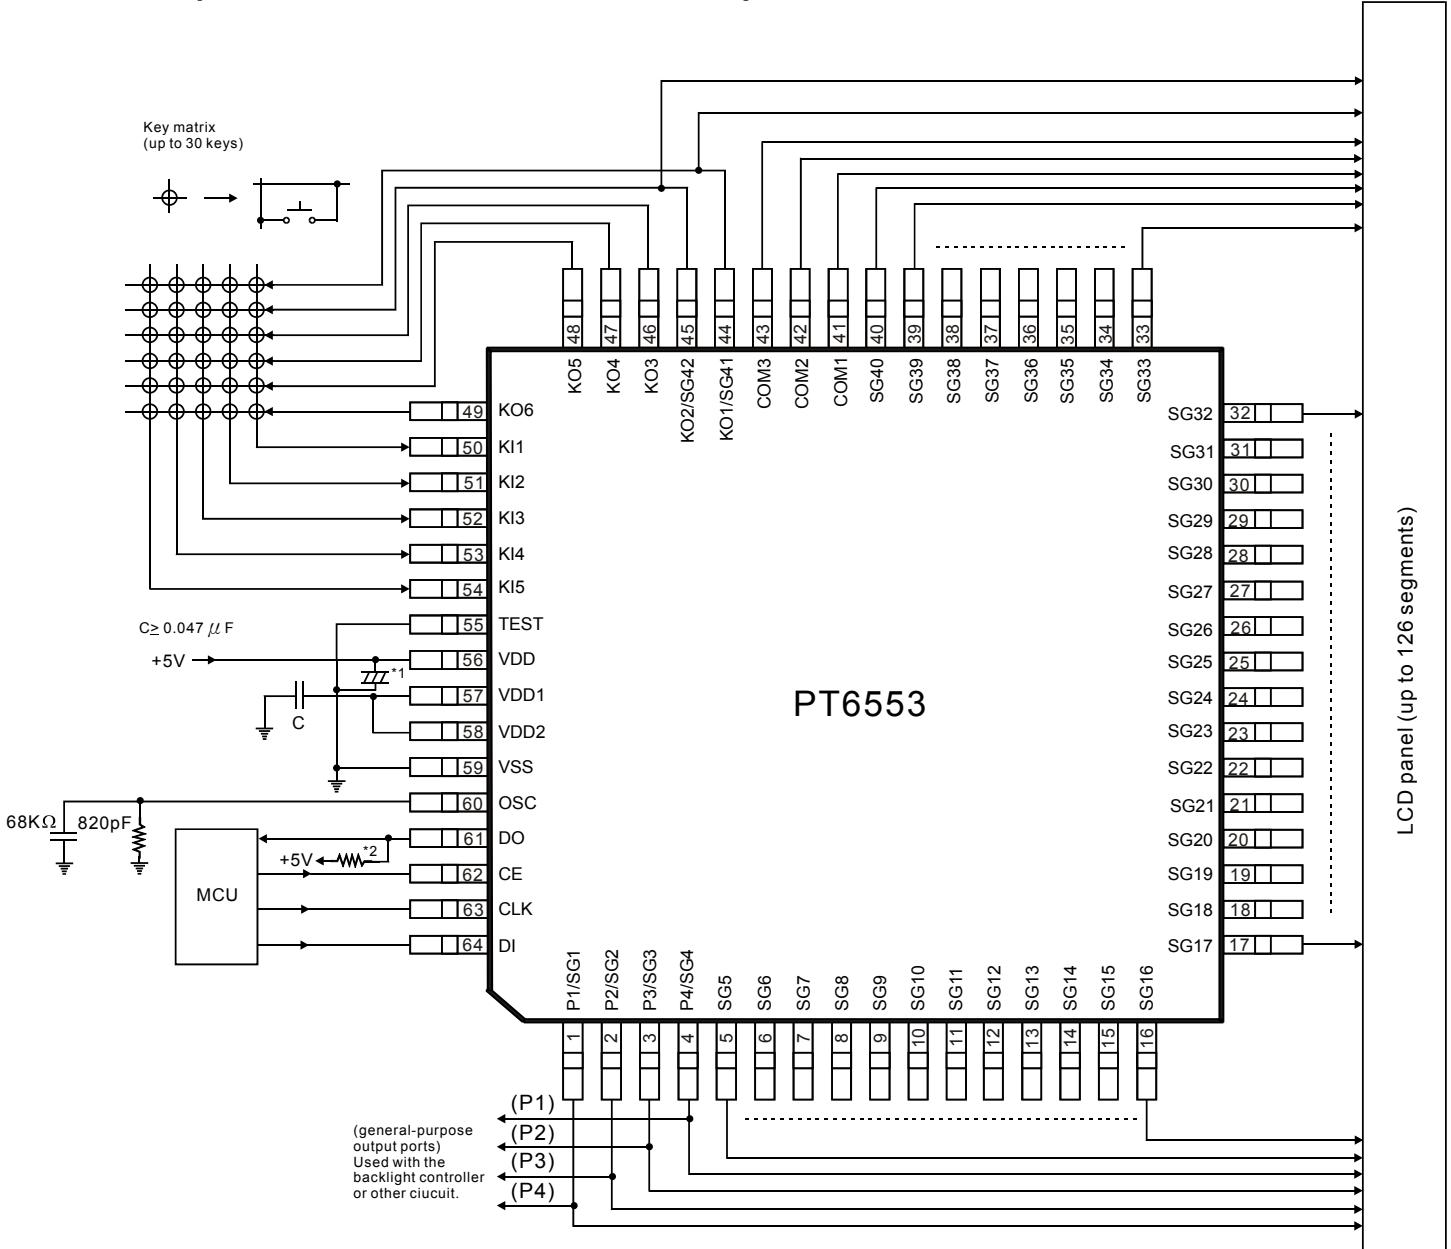 Key matrix
(up to 30 keys)
48 47 46 45 44 43 42 41 40 39 38 37 36 35 34 33
KO5 KO4 KO3 KO2/SG42 KO1/SG41 COM3 COM2 COM1 SG40 SG39 SG38 SG37 SG36 SG35 SG34 SG33
49 KO6
50 KI1
51 KI2
52 KI3
53 KI4
54 KI5
55 TEST
C≥ 0.047 μ F
+5V
56 VDD
*1
57 VDD1
C
58 VDD2
59 VSS
60 OSC
68KΩ 820pF
61 DO
+5V *2
62 CE
MCU
63 CLK
64 DI
PT6553
SG32 32
SG31 31
SG30 30
SG29 29
SG28 28
SG27 27
SG26 26
SG25 25
SG24 24
SG23 23
SG22 22
SG21 21
SG20 20
SG19 19
SG18 18
SG17 17
LCD panel (up to 126 segments)
P1/SG1 P2/SG2 P3/SG3 P4/SG4 SG5 SG6 SG7 SG8 SG9 SG10 SG11 SG12 SG13 SG14 SG15 SG16
1 2 3 4 5 6 7 8 9 10 11 12 13 14 15 16
(P1)
(P2)
(P3)
(P4)
(general-purpose
output ports)
Used with the
backlight controller
or other ciucuit.